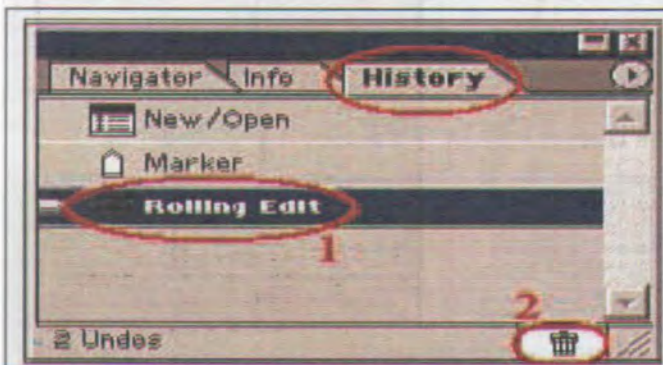 Navigator Info History
New/Open
Marker
Rolling Edit
1
2
2 Undos